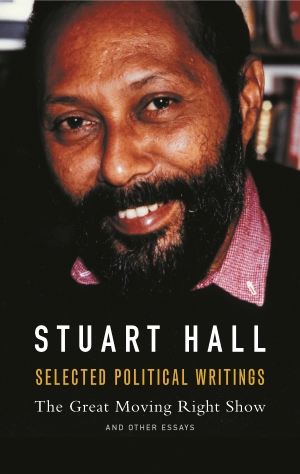 STUART HALL
SELECTED POLITICAL WRITINGS
The Great Moving Right Show
AND OTHER ESSAYS